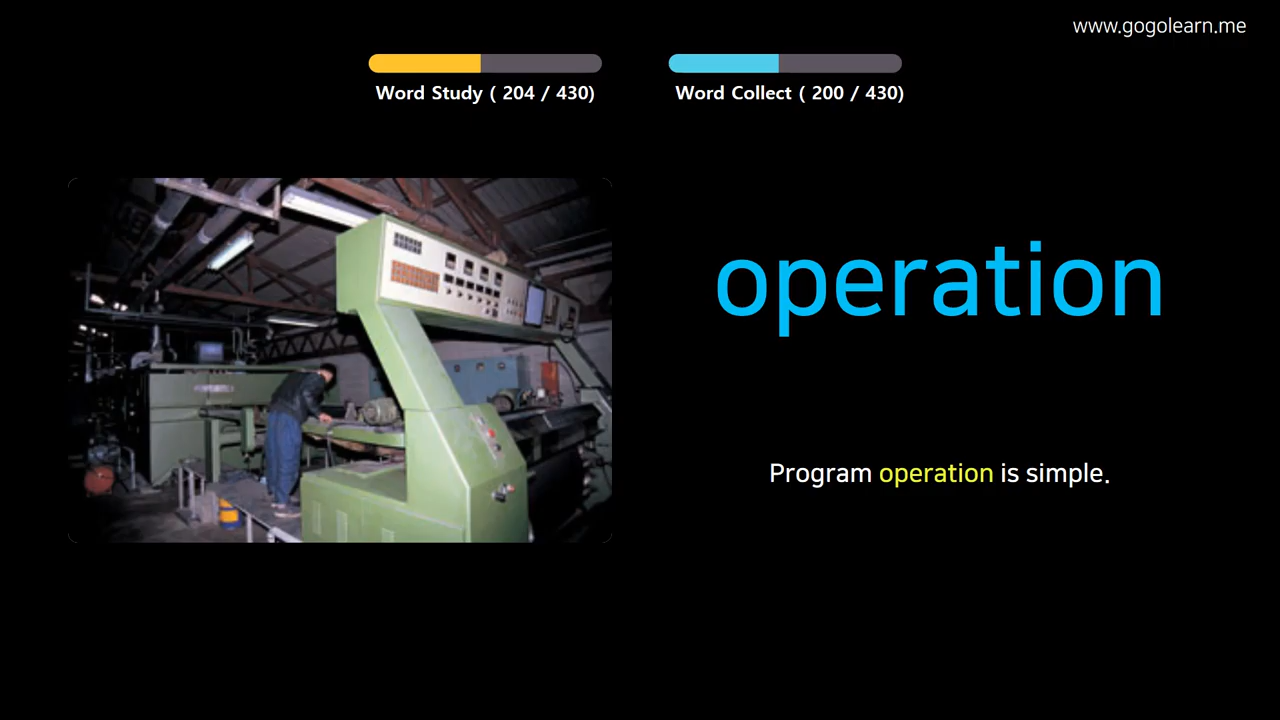 www.gogolearn.me
Word Study ( 204 / 430)
Word Collect ( 200 / 430)
operation
Program operation is simple.